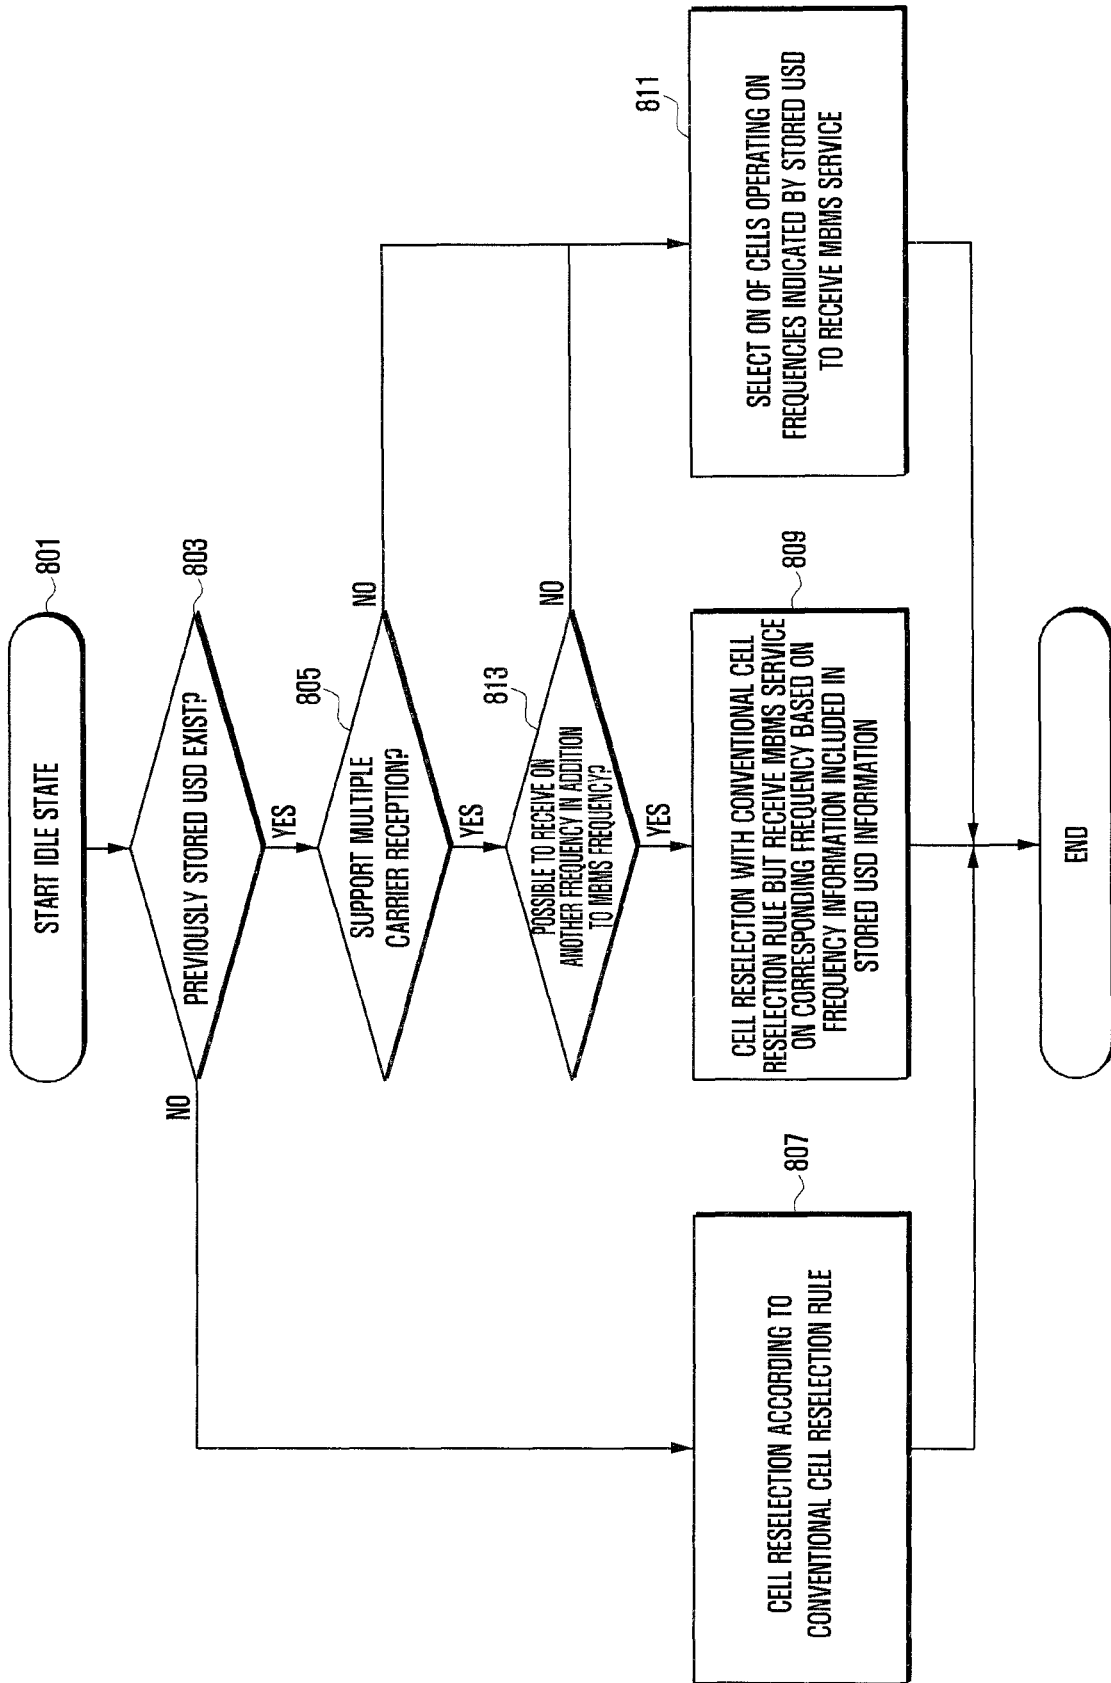 START IDLE STATE
801
PREVIOUSLY STORED USD EXIST?
803
NO
YES
SUPPORT MULTIPLE
CARRIER RECEPTION?
805
NO
YES
POSSIBLE TO RECEIVE ON
ANOTHER FREQUENCY IN ADDITION
TO MBMS FREQUENCY?
813
NO
YES
CELL RESELECTION ACCORDING TO
CONVENTIONAL CELL RESELECTION RULE
807
CELL RESELECTION WITH CONVENTIONAL CELL
RESELECTION RULE BUT RECEIVE MBMS SERVICE
ON CORRESPONDING FREQUENCY BASED ON
FREQUENCY INFORMATION INCLUDED IN
STORED USD INFORMATION
809
SELECT ON OF CELLS OPERATING ON
FREQUENCIES INDICATED BY STORED USD
TO RECEIVE MBMS SERVICE
811
END